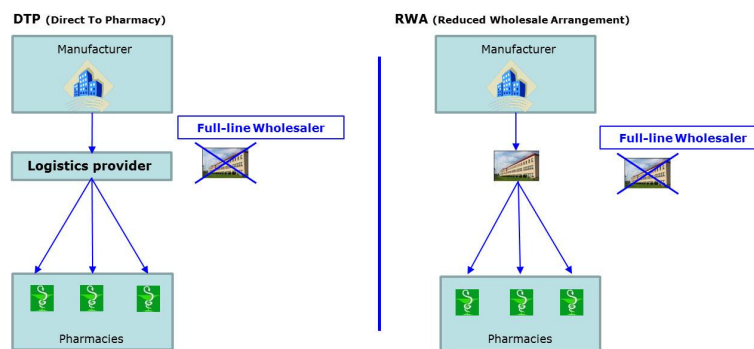 DTP (Direct To Pharmacy)
Manufacturer
Full-line Wholesaler
Logistics provider
Pharmacies
RWA (Reduced Wholesale Arrangement)
Manufacturer
Full-line Wholesaler
Pharmacies